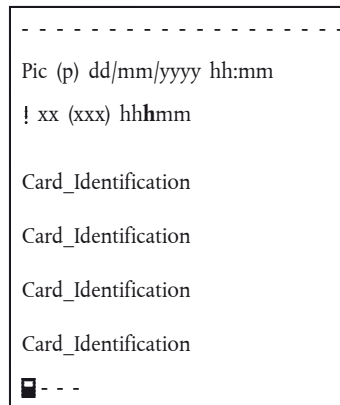 - - - - - - - - - - - - - - - - - - -
Pic (p) dd/mm/yyyy hh:mm
! xx (xxx) hhhmm
Card_Identification
Card_Identification
Card_Identification
Card_Identification
- - -